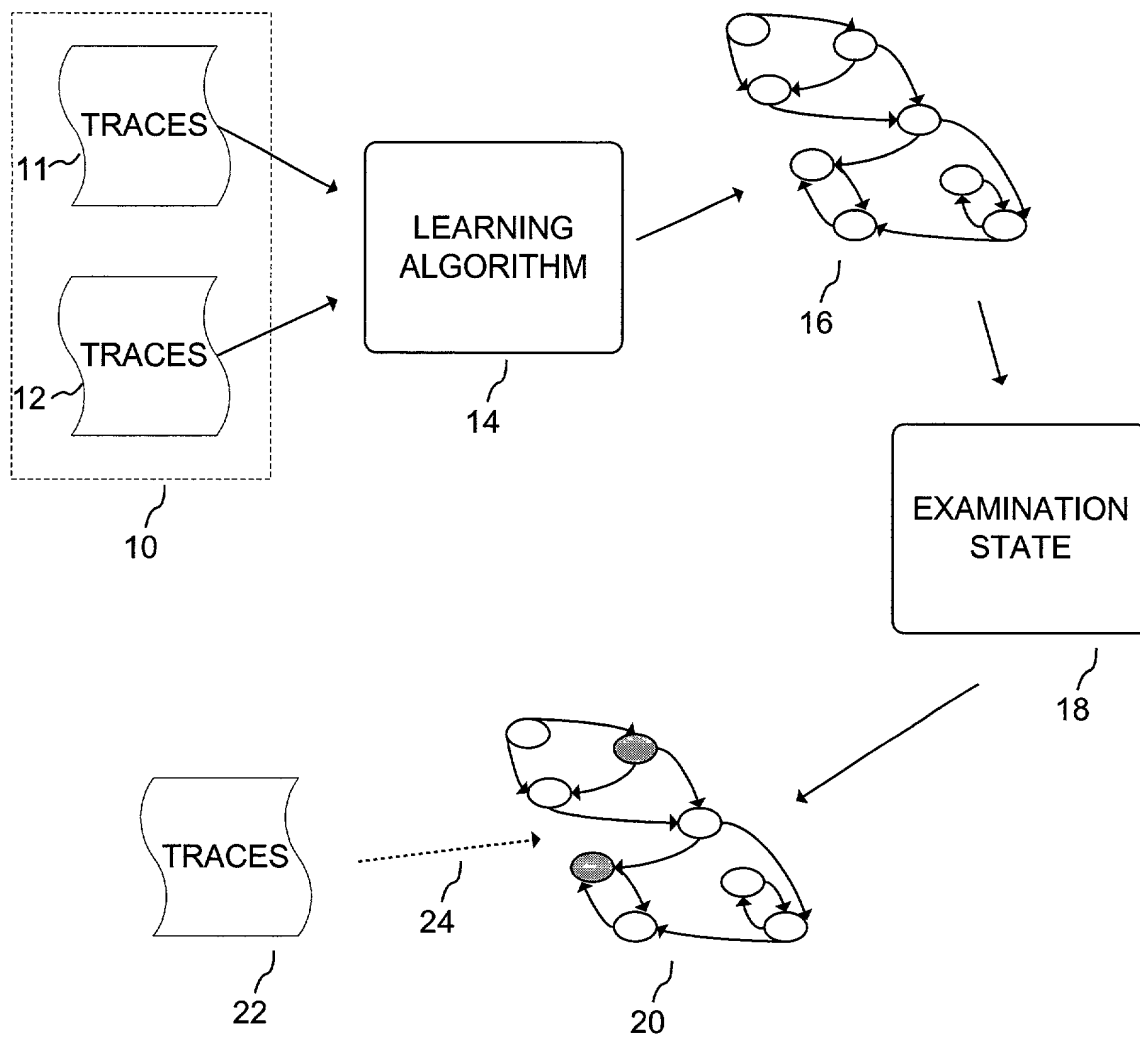 TRACES
11
LEARNING
ALGORITHM
TRACES
12
16
14
10
EXAMINATION
STATE
18
TRACES
24
22
20